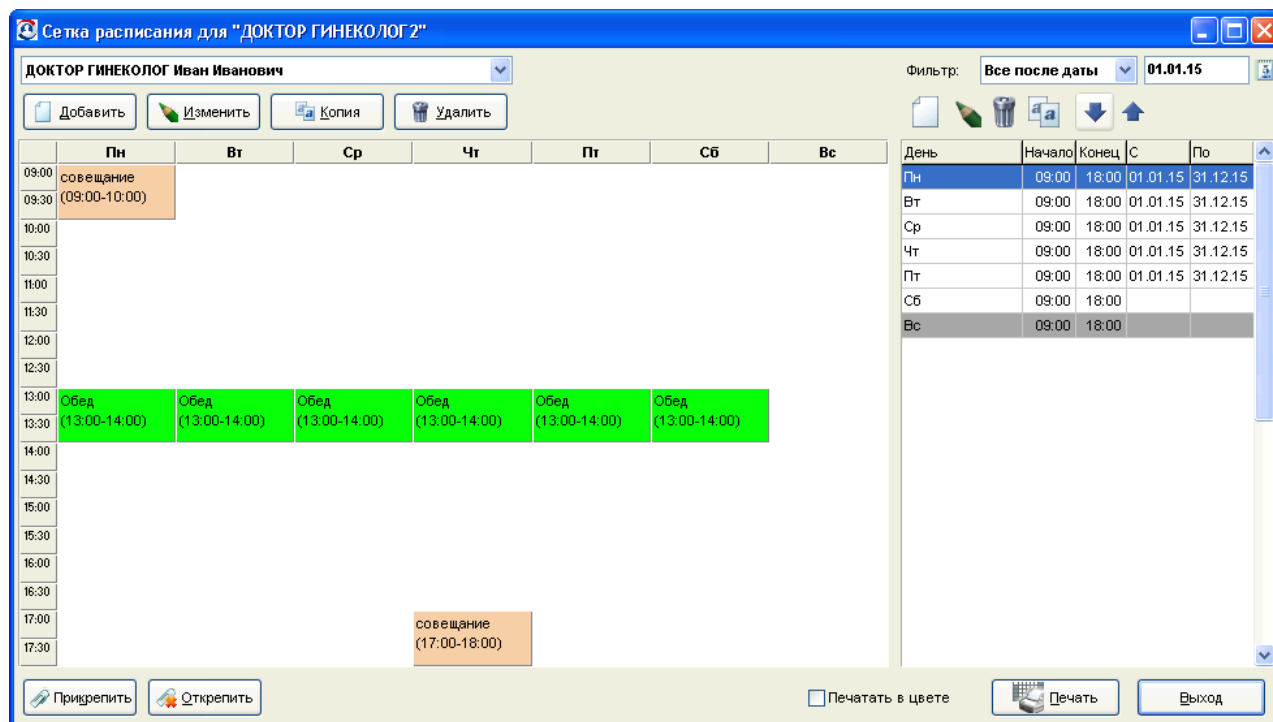 Сетка расписания для "ДОКТОР ГИНЕКОЛОГ2"
ДОКТОР ГИНЕКОЛОГ Иван Иванович
Фильтр: Все после даты 01.01.15 5
Добавить Изменить Копия Удалить
Пн Вт Ср Чт Пт Сб Вс
09:00 совещание
09:30 (09:00-10:00)
10:00
10:30
11:00
11:30
12:00
12:30
13:00 Обед Обед Обед Обед Обед Обед
13:30 (13:00-14:00) (13:00-14:00) (13:00-14:00) (13:00-14:00) (13:00-14:00) (13:00-14:00)
14:00
14:30
15:00
15:30
16:00
16:30
17:00 совещание
17:30 (17:00-18:00)
День Начало Конец С По
Пн 09:00 18:00 01.01.15 31.12.15
Вт 09:00 18:00 01.01.15 31.12.15
Ср 09:00 18:00 01.01.15 31.12.15
Чт 09:00 18:00 01.01.15 31.12.15
Пт 09:00 18:00 01.01.15 31.12.15
Сб 09:00 18:00
Вс 09:00 18:00
Прикрепить Открепить Печатать в цвете Печать Выход